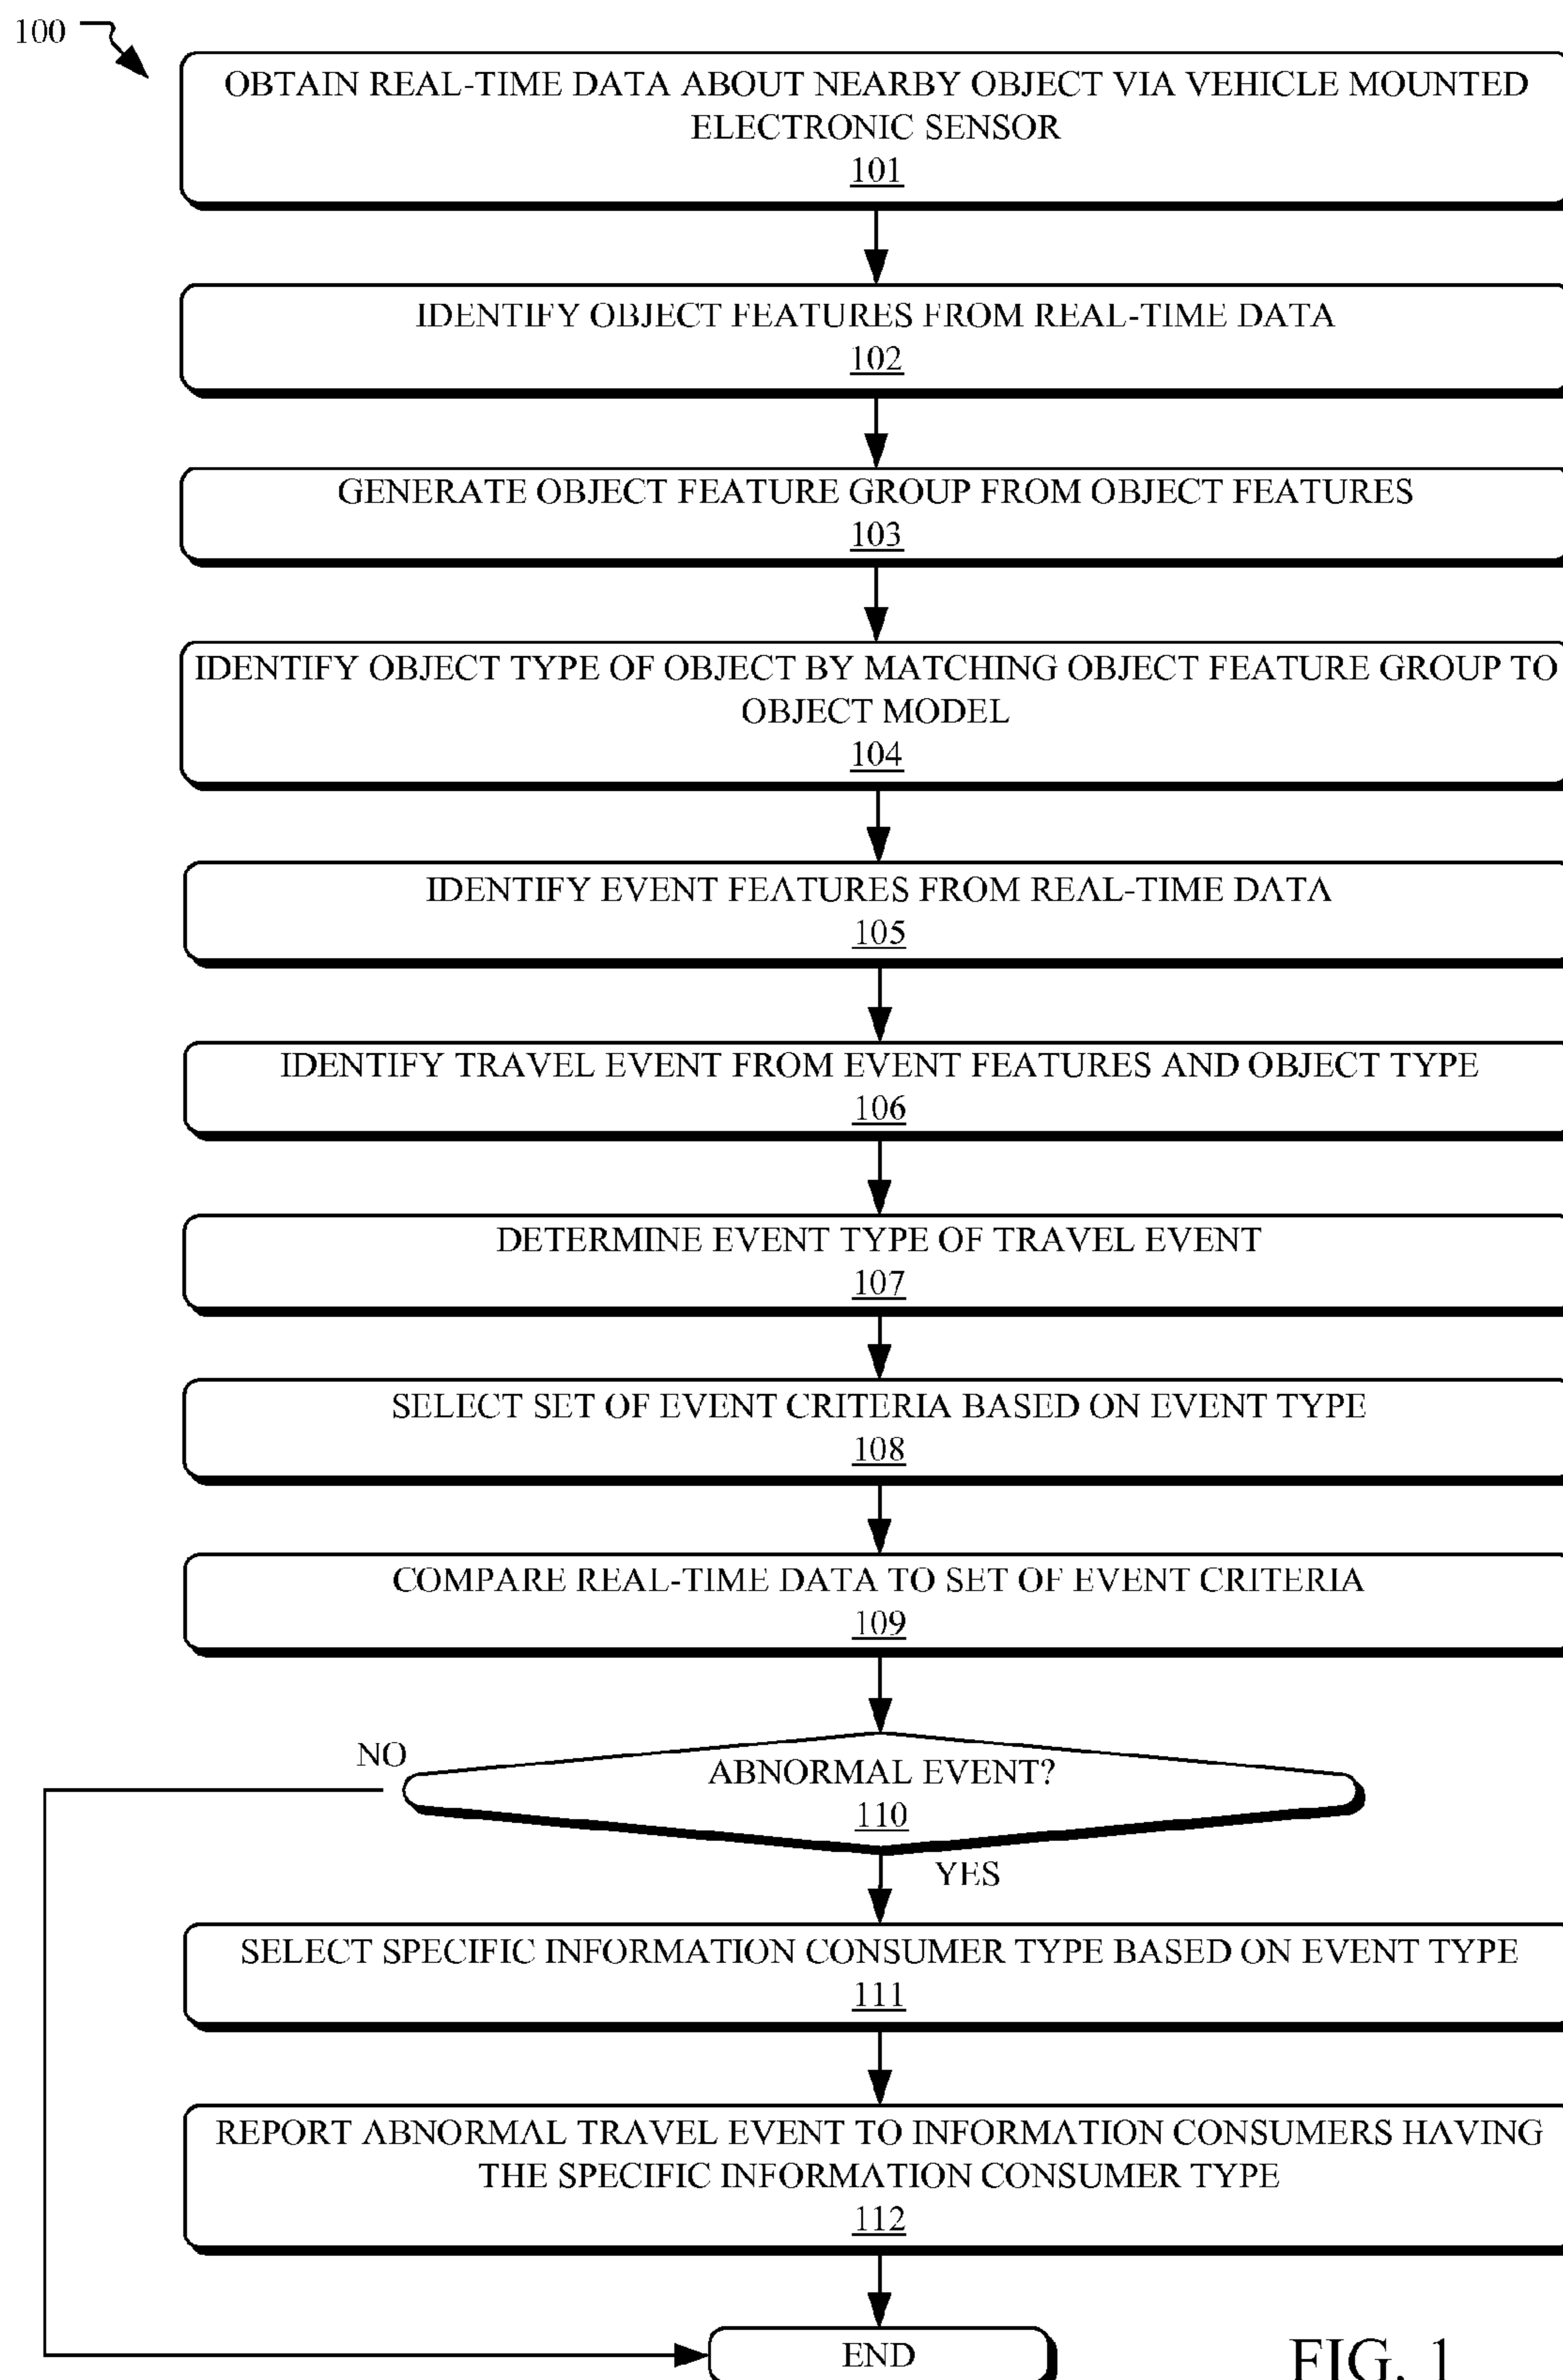 100
OBTAIN REAL-TIME DATA ABOUT NEARBY OBJECT VIA VEHICLE MOUNTED
ELECTRONIC SENSOR
101
IDENTIFY OBJECT FEATURES FROM REAL-TIME DATA
102
GENERATE OBJECT FEATURE GROUP FROM OBJECT FEATURES
103
IDENTIFY OBJECT TYPE OF OBJECT BY MATCHING OBJECT FEATURE GROUP TO
OBJECT MODEL
104
IDENTIFY EVENT FEATURES FROM REAL-TIME DATA
105
IDENTIFY TRAVEL EVENT FROM EVENT FEATURES AND OBJECT TYPE
106
DETERMINE EVENT TYPE OF TRAVEL EVENT
107
SELECT SET OF EVENT CRITERIA BASED ON EVENT TYPE
108
COMPARE REAL-TIME DATA TO SET OF EVENT CRITERIA
109
NO
ABNORMAL EVENT?
110
YES
SELECT SPECIFIC INFORMATION CONSUMER TYPE BASED ON EVENT TYPE
111
REPORT ABNORMAL TRAVEL EVENT TO INFORMATION CONSUMERS HAVING
THE SPECIFIC INFORMATION CONSUMER TYPE
112
END
FIG. 1